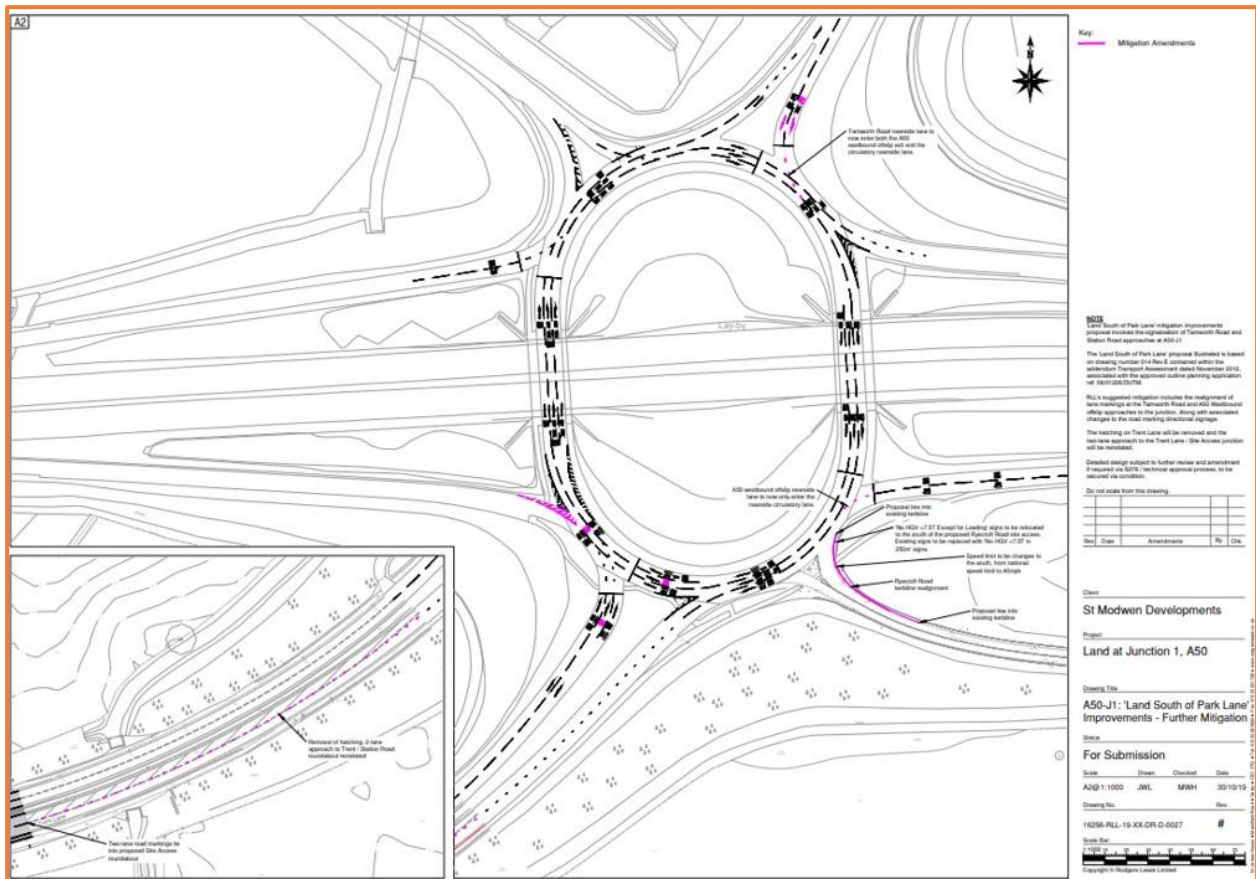 A2
Key:
Mitigation Amendments
N
Tamworth Road nearside lane to
now enter both the A50
westbound offslip exit and the
circulatory nearside lane.
Lay-by
A50 westbound offslip nearside
lane is now only enter the
nearside circulatory lane.
Proposal ties into
existing kerbline
'No HGV >7.5T Except for Loading' signs to be relocated
to the south of the proposed Ryecroft Road site access.
Existing signs to be replaced with 'No HGV >7.5T in
250m' signs.
Speed limit to be changes to
the south, from national
speed limit to 40mph
Ryecroft Road
kerbline realignment
Proposal ties into
existing kerbline
Removal of hatching, 2-lane
approach to Trent / Station Road
roundabout reinstated
Two-lane road markings tie
into proposed Site Access
roundabout
NOTE
'Land South of Park Lane' mitigation improvements
proposal involves the signalisation of Tamworth Road and
Station Road approaches at A50-J1
The 'Land South of Park Lane' proposal illustrated is based
on drawing number 014 Rev E contained within the
addendum Transport Assessment dated November 2012,
associated with the approved outline planning application
ref:
RLL's suggested mitigation includes the realignment of
lane markings at the Tamworth Road and A50 Westbound
offslip approaches to the junction. Along with associated
changes to the road marking directional signage.
The hatching on Trent Lane will be removed and the
two-lane approach to the Trent Lane / Site Access junction
will be reinstated.
Detailed design subject to further review and amendment
if required via S278 / technical approval process, to be
secured via condition.
Do not scale from this drawing.
Rev Date Amendments By Chk
Client
St Modwen Developments
Project
Land at Junction 1, A50
Drawing Title
A50-J1: 'Land South of Park Lane'
Improvements - Further Mitigation
Status
For Submission
Scale Drawn Checked Date
A2@1:1000 JWL MWH 30/10/19
Drawing No. Rev.
18256-RLL-19-XX-DR-D-0027 #
Scale Bar:
1:1000
Copyright © Rodgers Leask Limited